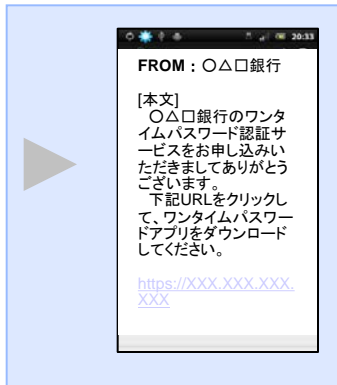 20:33
FROM：〇△□銀行
[本文]
　〇△□銀行のワンタ
イムパスワード認証サ
ービスをお申し込みい
ただきましてありがとう
ございます。
　下記URLをクリックし
て、ワンタイムパスワー
ドアプリをダウンロード
してください。
https://XXX.XXX.XXX.
XXX